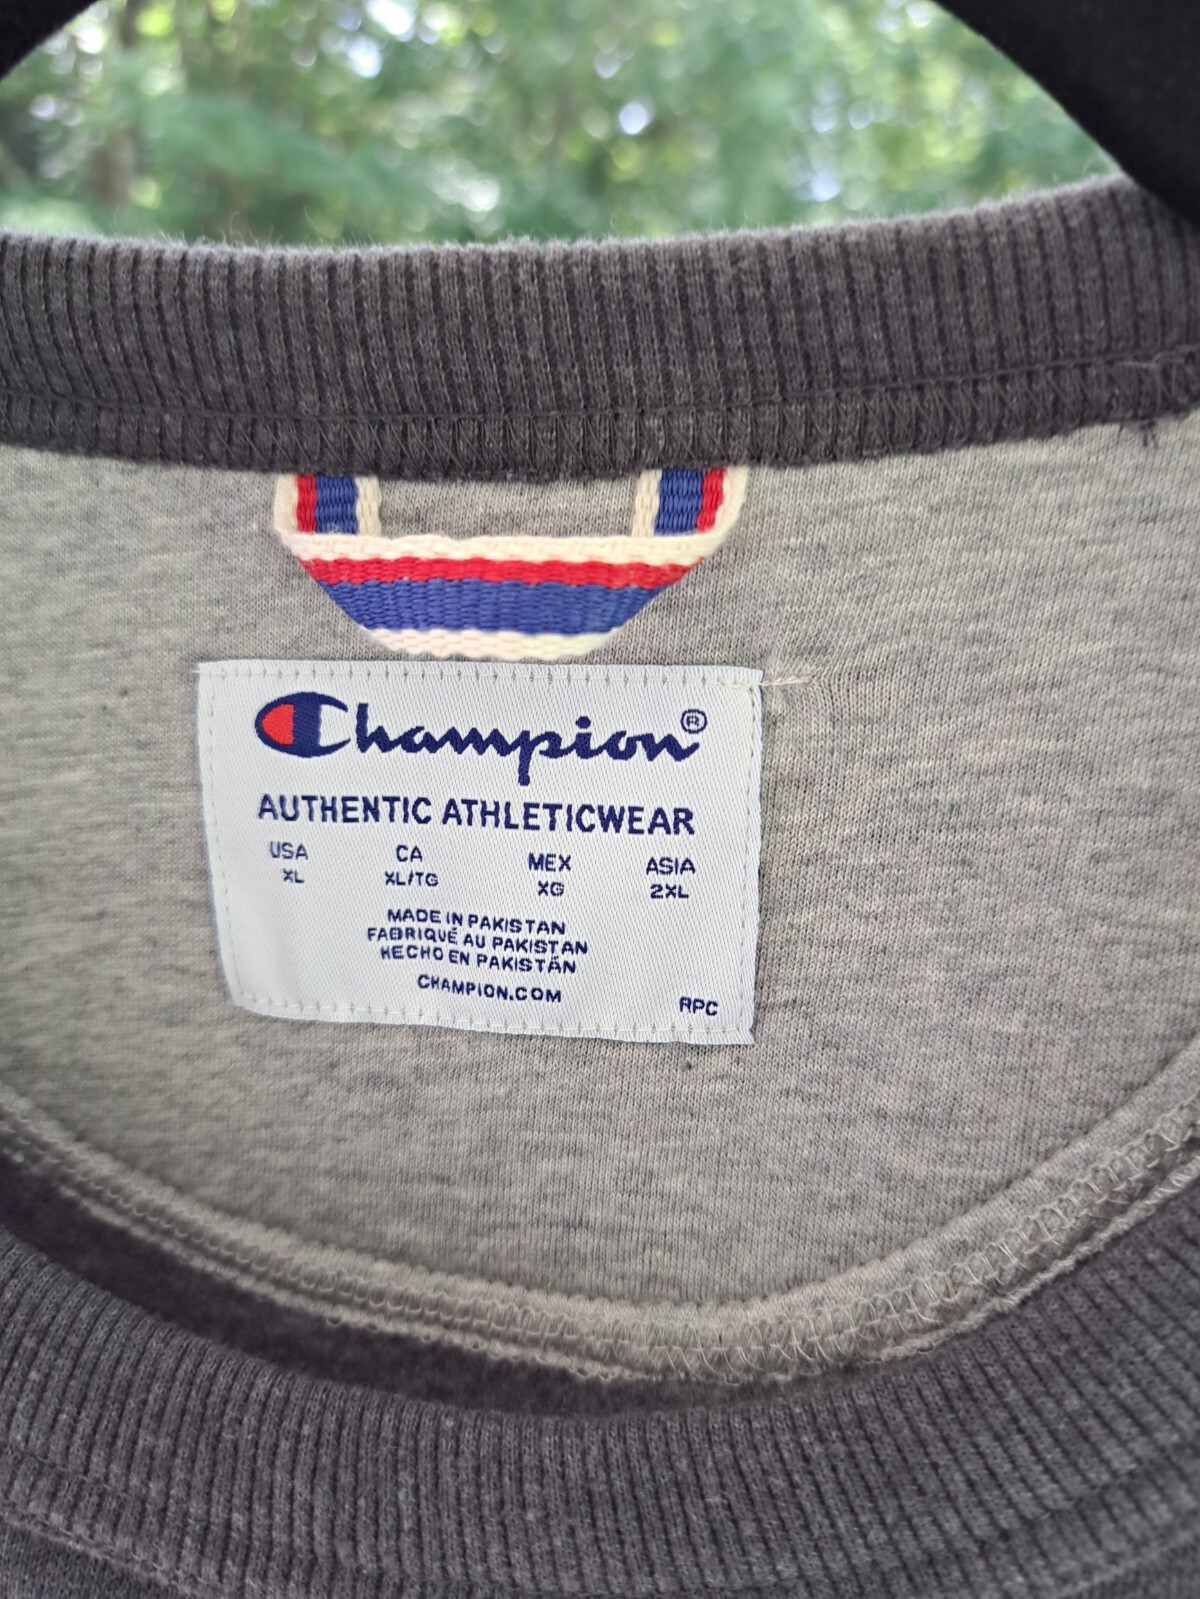 Champion®
AUTHENTIC ATHLETICWEAR
USA CA MEX ASIA
XL XL/TG XG 2XL
MADE IN PAKISTAN
FABRIQUÉ AU PAKISTAN
HECHO EN PAKISTÁN
CHAMPION.COM
RPC